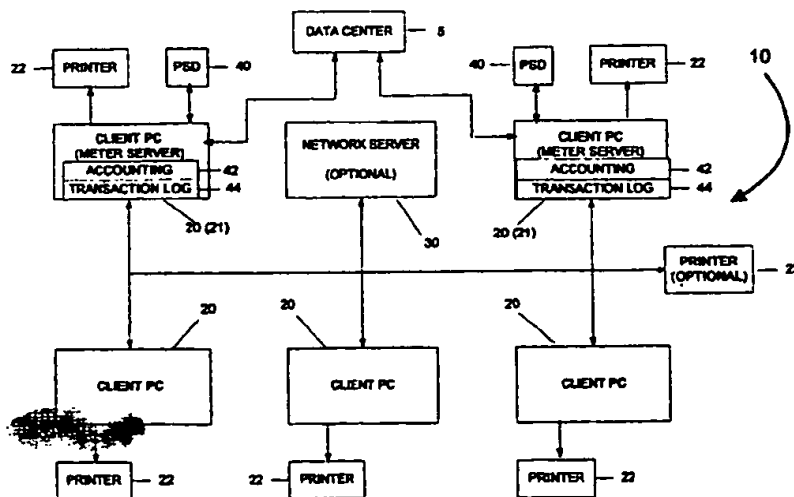 DATA CENTER
5
22
PRINTER
PSD
40
40
PSD
PRINTER
22
10
CLIENT PC
(METER SERVER)
ACCOUNTING
42
TRANSACTION LOG
44
20 (21)
NETWORK SERVER
(OPTIONAL)
30
CLIENT PC
(METER SERVER)
ACCOUNTING
42
TRANSACTION LOG
44
20 (21)
PRINTER
(OPTIONAL)
20
20
20
CLIENT PC
CLIENT PC
CLIENT PC
PRINTER
22
22
PRINTER
PRINTER
22